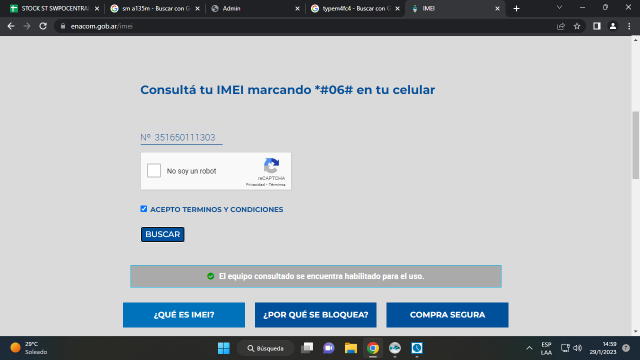 STOCK ST SWPOCENTRAL
sm a135m - Buscar con G
Admin
typem4fc4 - Buscar con G
IMEI
enacom.gob.ar/imei
Consultá tu IMEI marcando *#06# en tu celular
Nº 351650111303
No soy un robot
reCAPTCHA
Privacidad - Términos
ACEPTO TERMINOS Y CONDICIONES
BUSCAR
El equipo consultado se encuentra habilitado para el uso.
¿QUÉ ES IMEI?
¿POR QUÉ SE BLOQUEA?
COMPRA SEGURA
29°C
Soleado
Búsqueda
ESP
LAA
14:59
29/1/2023